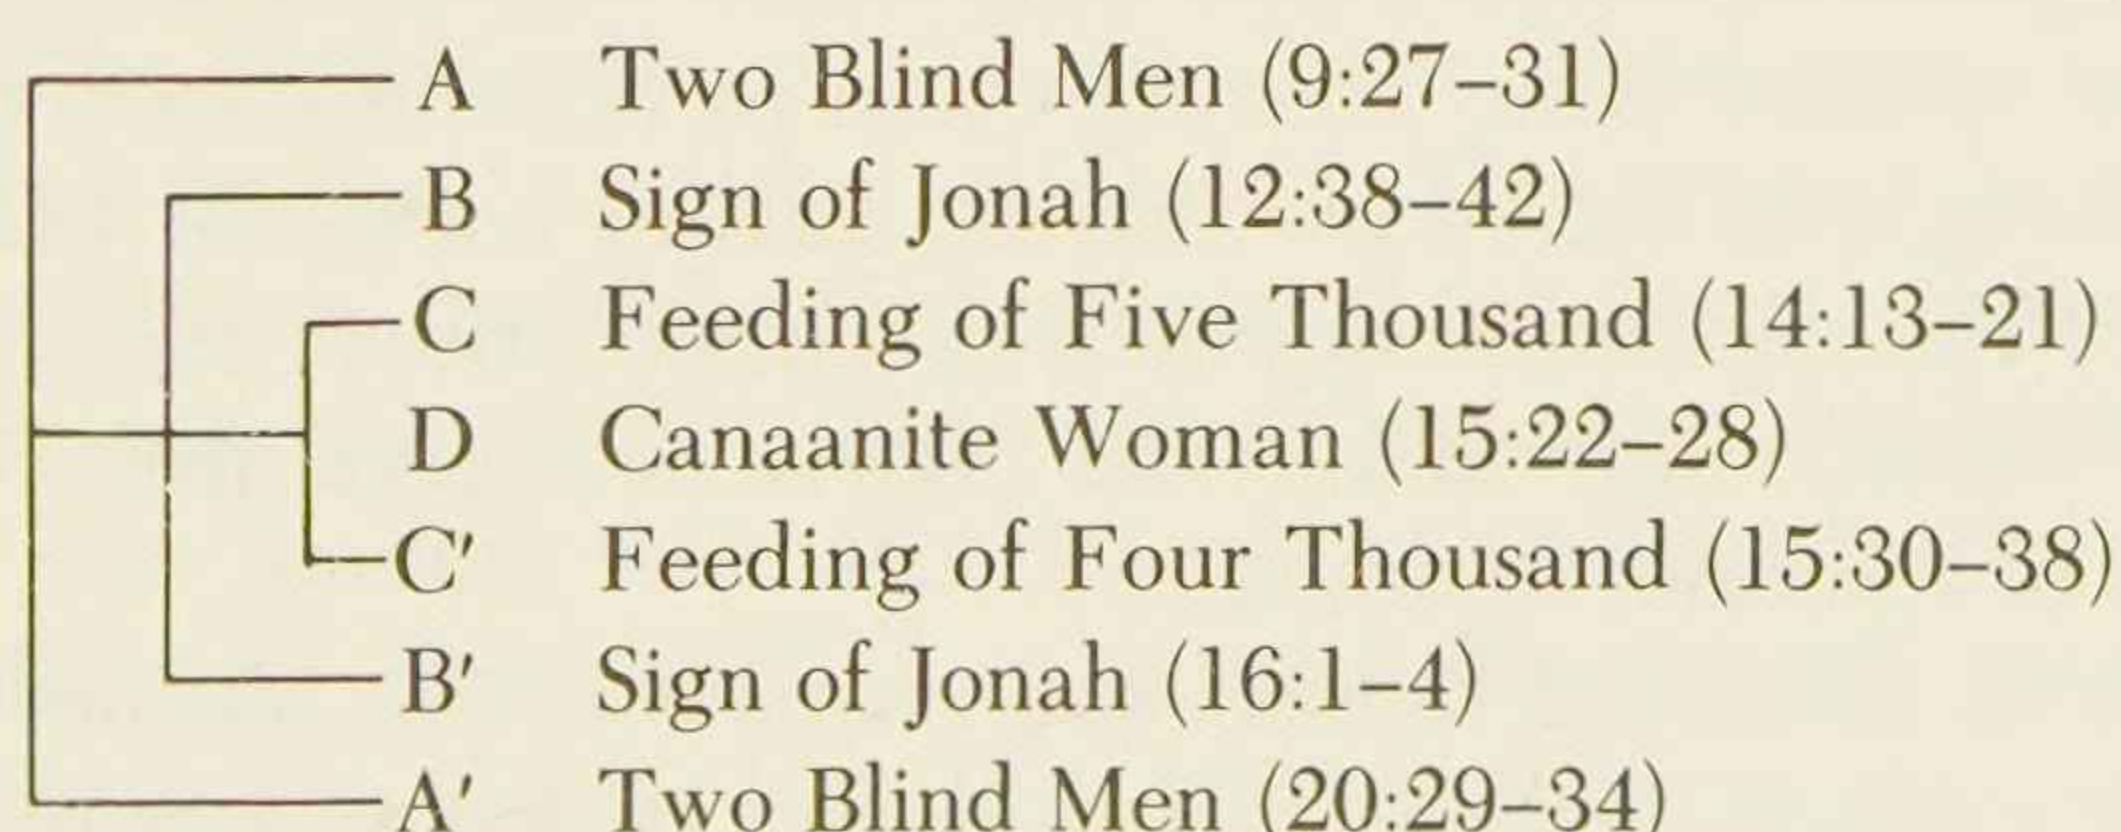 A Two Blind Men (9:27–31)
B Sign of Jonah (12:38–42)
C Feeding of Five Thousand (14:13–21)
D Canaanite Woman (15:22–28)
C′ Feeding of Four Thousand (15:30–38)
B′ Sign of Jonah (16:1–4)
A′ Two Blind Men (20:29–34)